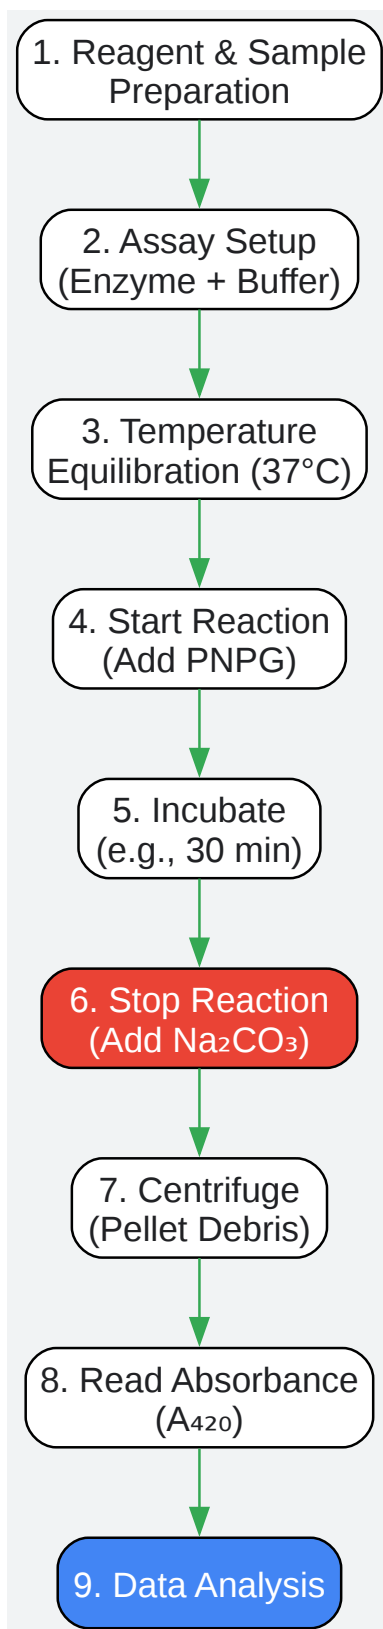 1. Reagent & Sample
Preparation
2. Assay Setup
(Enzyme + Buffer)
3. Temperature
Equilibration (37°C)
4. Start Reaction
(Add PNPG)
5. Incubate
(e.g., 30 min)
6. Stop Reaction
(Add Na₂CO₃)
7. Centrifuge
(Pellet Debris)
8. Read Absorbance
(A₄₂₀)
9. Data Analysis